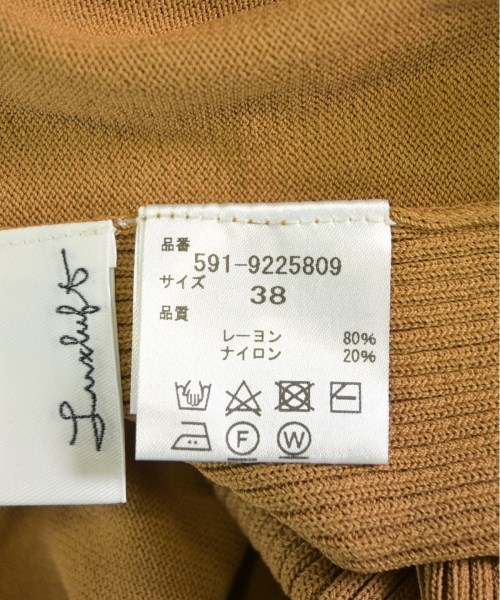 品番
591-9225809
サイズ
38
品質
レーヨン 80%
ナイロン 20%
F
W
Luxluft